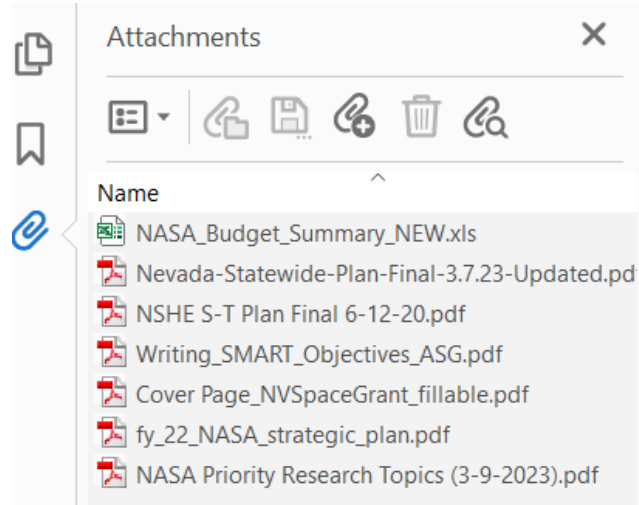 Attachments
Name
NASA_Budget_Summary_NEW.xls
Nevada-Statewide-Plan-Final-3.7.23-Updated.pd
NSHE S-T Plan Final 6-12-20.pdf
Writing_SMART_Objectives_ASG.pdf
Cover Page_NVSpaceGrant_fillable.pdf
fy_22_NASA_strategic_plan.pdf
NASA Priority Research Topics (3-9-2023).pdf